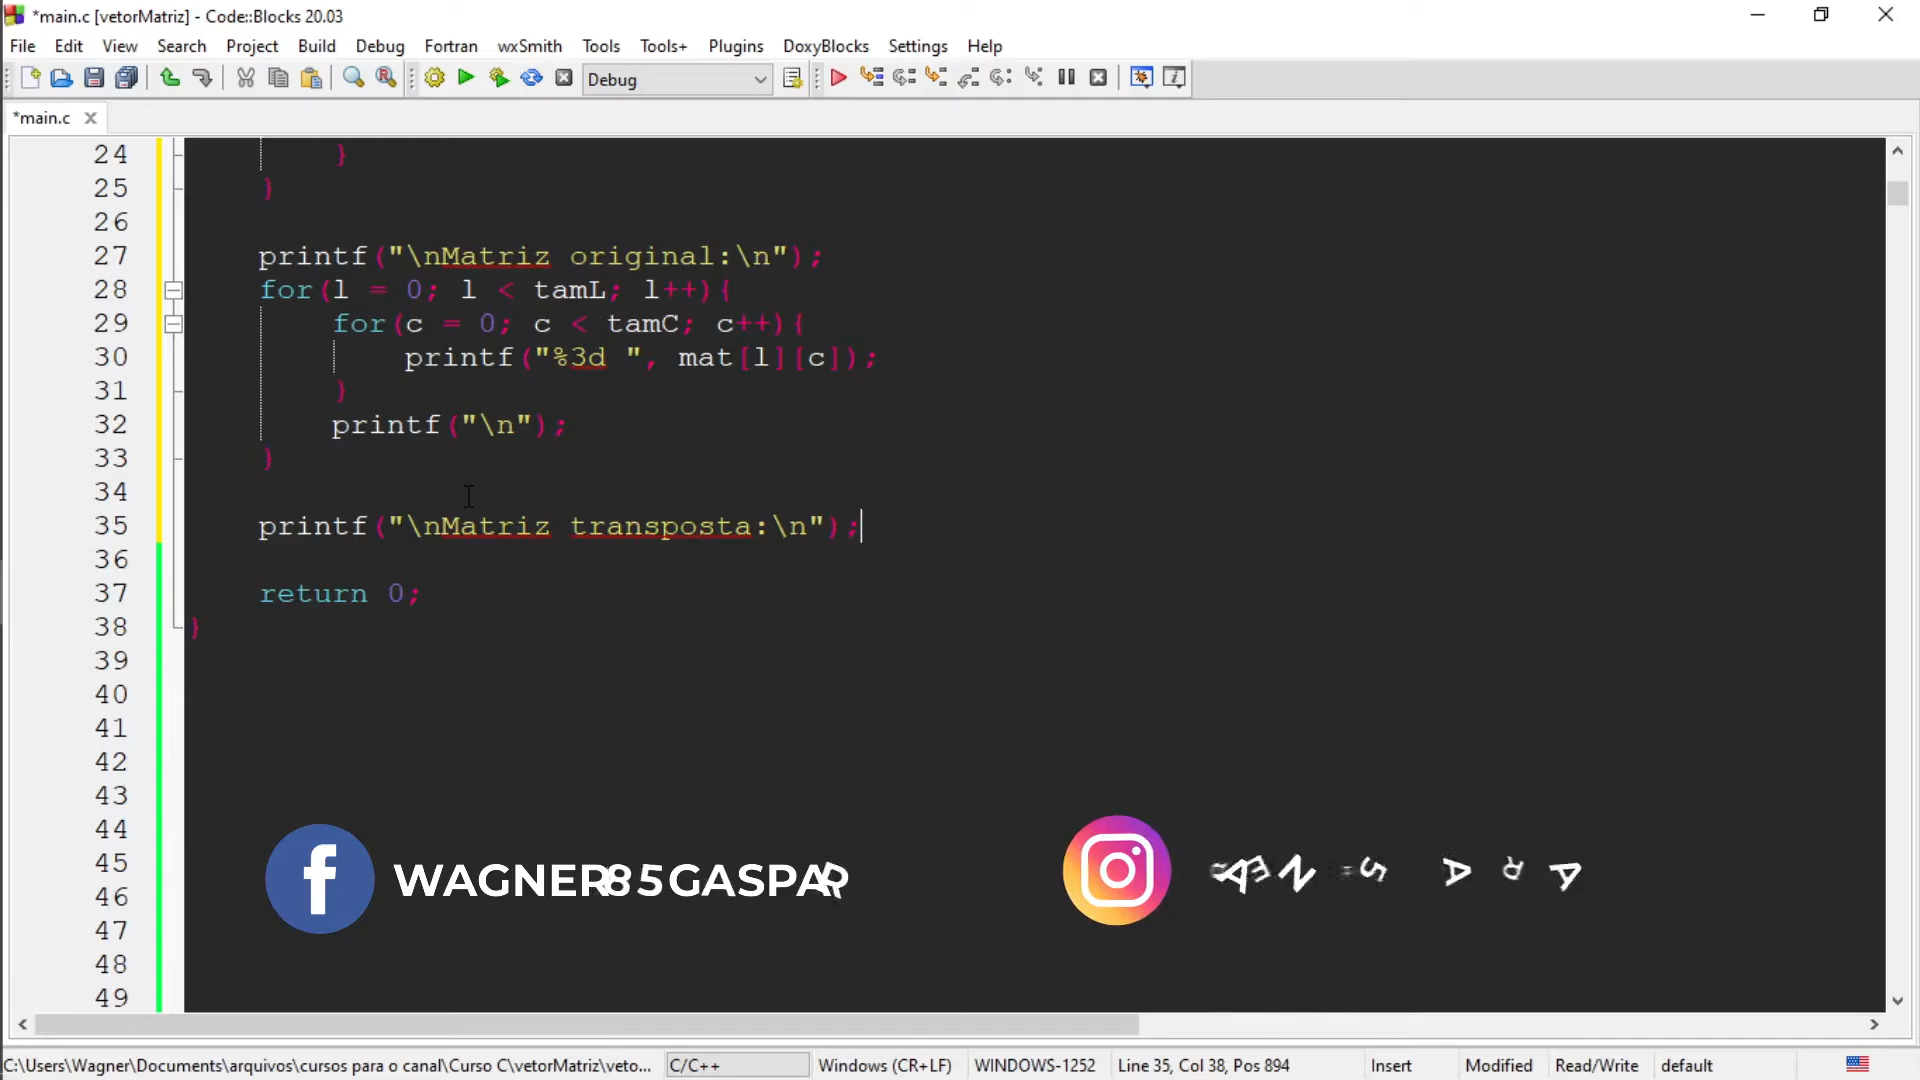 *main.c [vetorMatriz] - Code::Blocks 20.03
File Edit View Search Project Build Debug Fortran wxSmith Tools Tools+ Plugins DoxyBlocks Settings Help
Debug
*main.c
24 }
25 }
26
27 printf("\nMatriz original:\n");
28 for(l = 0; l < tamL; l++){
29 for(c = 0; c < tamC; c++){
30 printf("%3d ", mat[l][c]);
31 }
32 printf("\n");
33 }
34
35 printf("\nMatriz transposta:\n");
36
37 return 0;
38 }
39
40
41
42
43
44
45
46
47
48
49
WAGNER85GASPAR
C:\Users\Wagner\Documents\arquivos\cursos para o canal\Curso C\vetorMatriz\veto... C/C++ Windows (CR+LF) WINDOWS-1252 Line 35, Col 38, Pos 894 Insert Modified Read/Write default